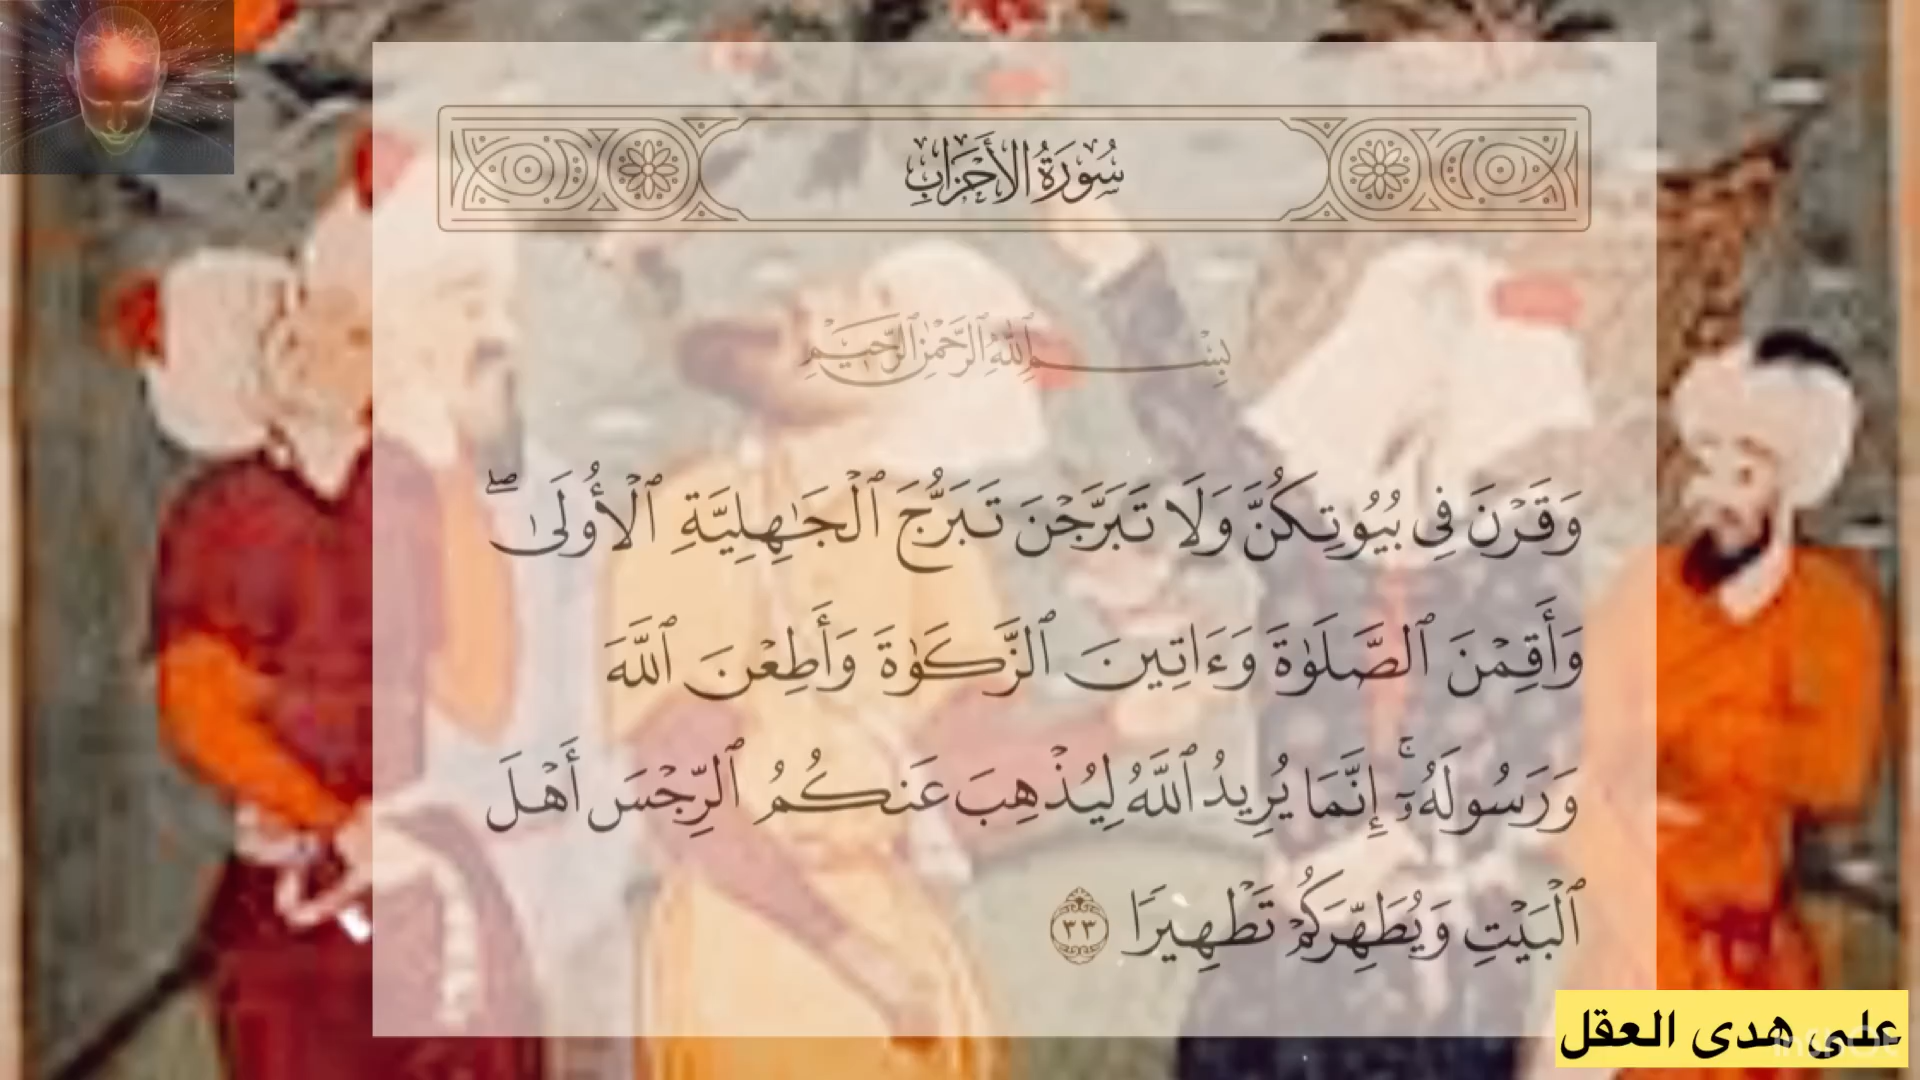 سُورَةُ الأَحْزَابِ
بِسْمِ ٱللَّهِ ٱلرَّحْمَٰنِ ٱلرَّحِيمِ
وَقَرْنَ فِى بُيُوتِكُنَّ وَلَا تَبَرَّجْنَ تَبَرُّجَ ٱلْجَـٰهِلِيَّةِ ٱلْأُولَىٰ ۖ
وَأَقِمْنَ ٱلصَّلَوٰةَ وَءَاتِينَ ٱلزَّكَوٰةَ وَأَطِعْنَ ٱللَّهَ
وَرَسُولَهُۥٓ ۚ إِنَّمَا يُرِيدُ ٱللَّهُ لِيُذْهِبَ عَنكُمُ ٱلرِّجْسَ أَهْلَ
ٱلْبَيْتِ وَيُطَهِّرَكُمْ تَطْهِيرًا ٣٣
على هدى العقل